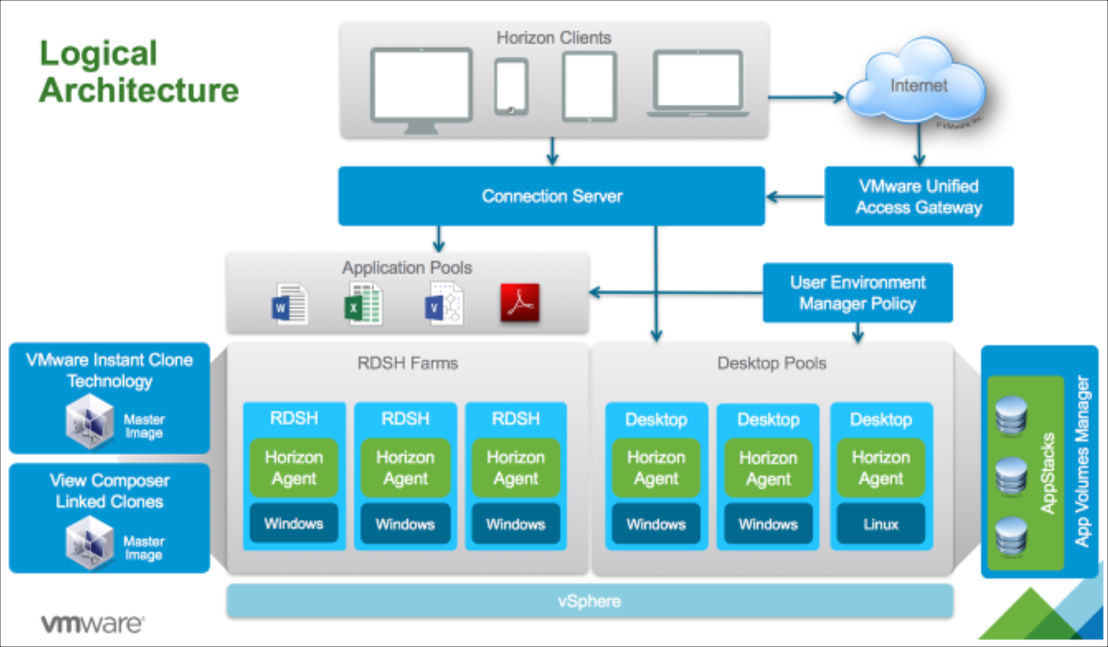 Logical
Architecture
Horizon Clients
Internet
© VMware, Inc.
Connection Server
VMware Unified
Access Gateway
Application Pools
W
X
V
User Environment
Manager Policy
VMware Instant Clone
Technology
Master
Image
View Composer
Linked Clones
Master
Image
RDSH Farms
RDSH
Horizon
Agent
Windows
RDSH
Horizon
Agent
Windows
RDSH
Horizon
Agent
Windows
Desktop Pools
Desktop
Horizon
Agent
Windows
Desktop
Horizon
Agent
Windows
Desktop
Horizon
Agent
Linux
AppStacks
App Volumes Manager
vSphere
vmware®